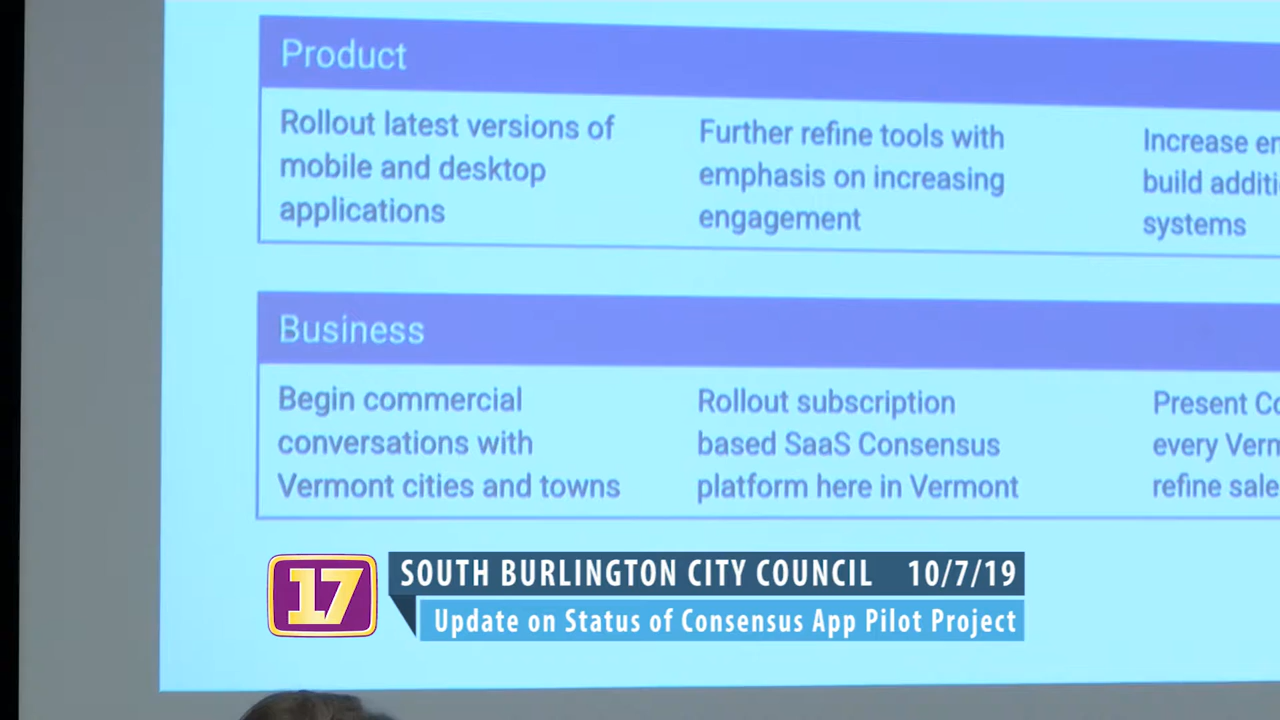 Product
Rollout latest versions of
mobile and desktop
applications
Further refine tools with
emphasis on increasing
engagement
Increase
build
systems
Business
Begin commercial
conversations with
Vermont cities and towns
Rollout subscription
based SaaS Consensus
platform here in Vermont
Present
every
refine
17
SOUTH BURLINGTON CITY COUNCIL 10/7/19
Update on Status of Consensus App Pilot Project